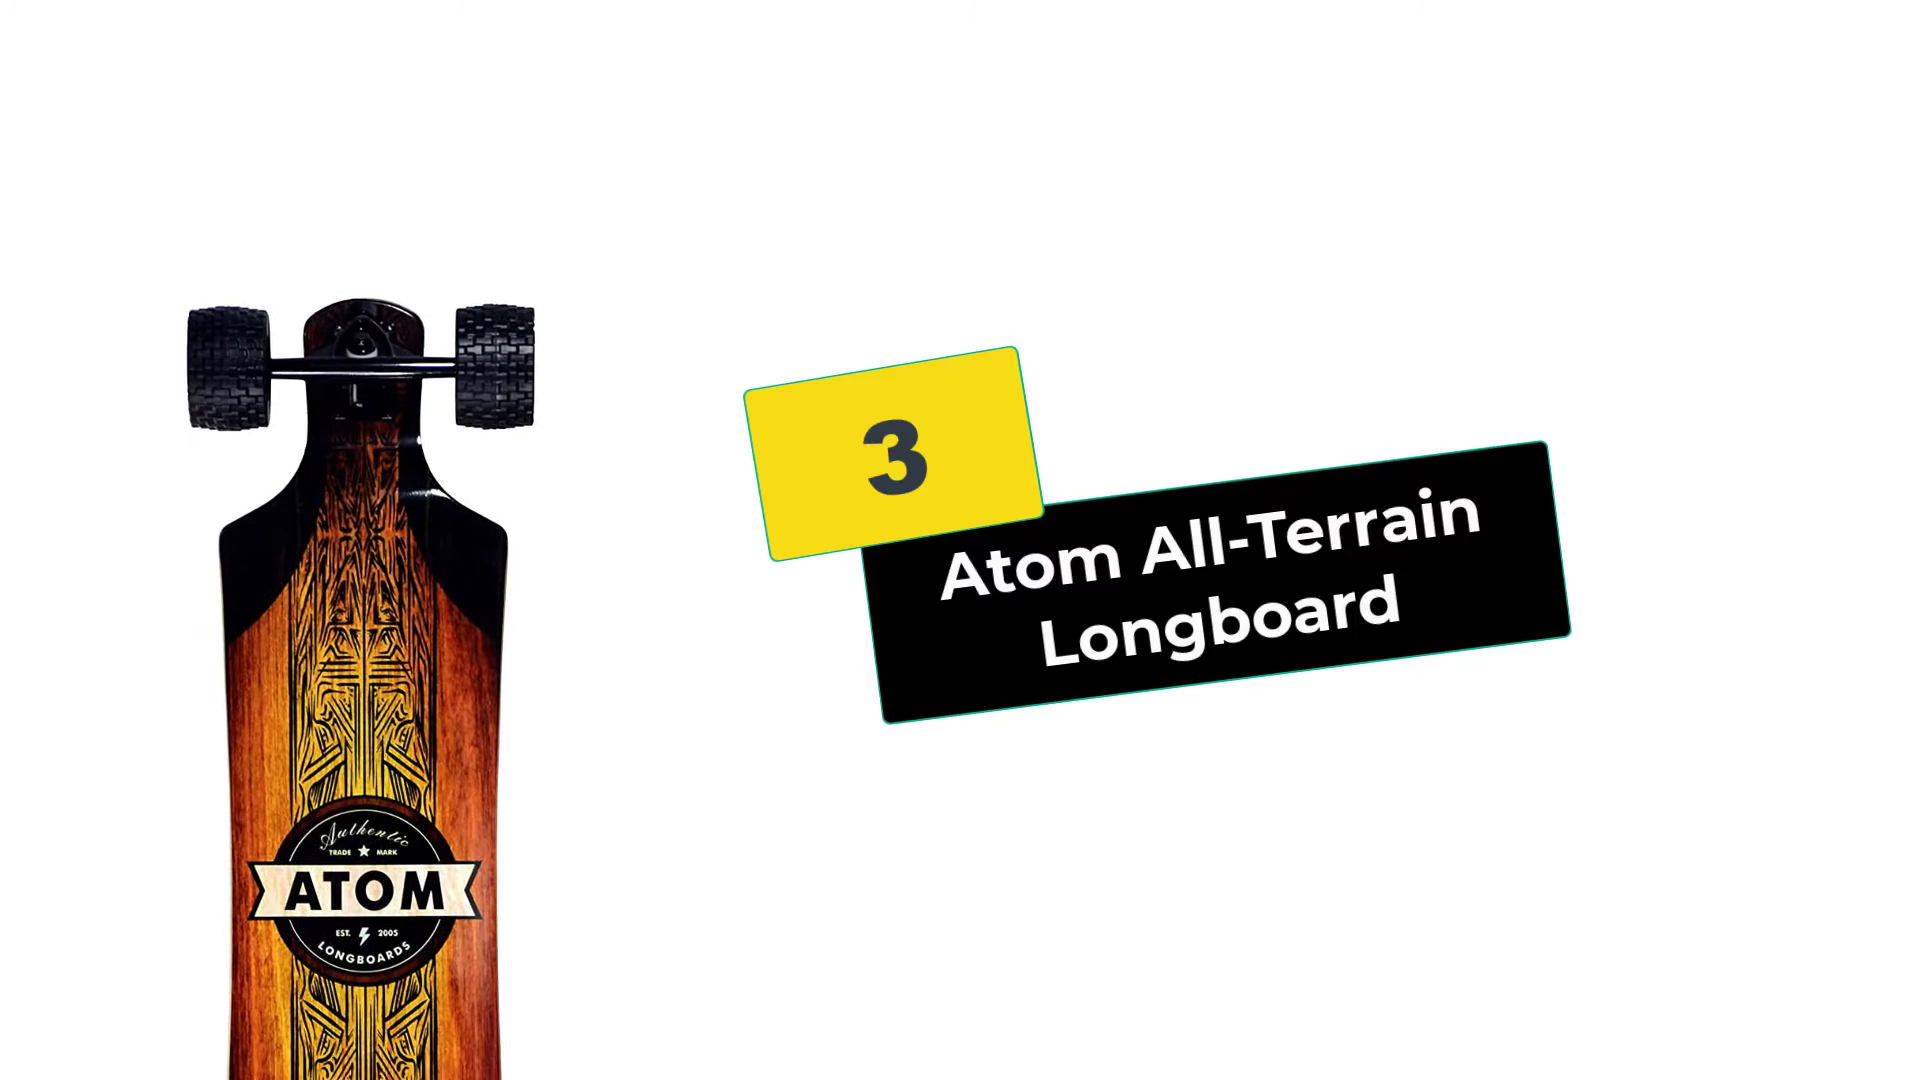 3
Atom All-Terrain
Longboard
Authentic
TRADE MARK
ATOM
EST. 2005
LONGBOARDS